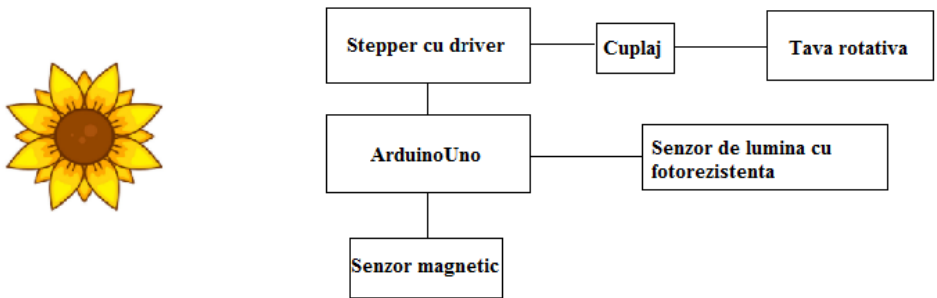 Stepper cu driver
Cuplaj
Tava rotativa
ArduinoUno
Senzor de lumina cu
fotorezistenta
Senzor magnetic